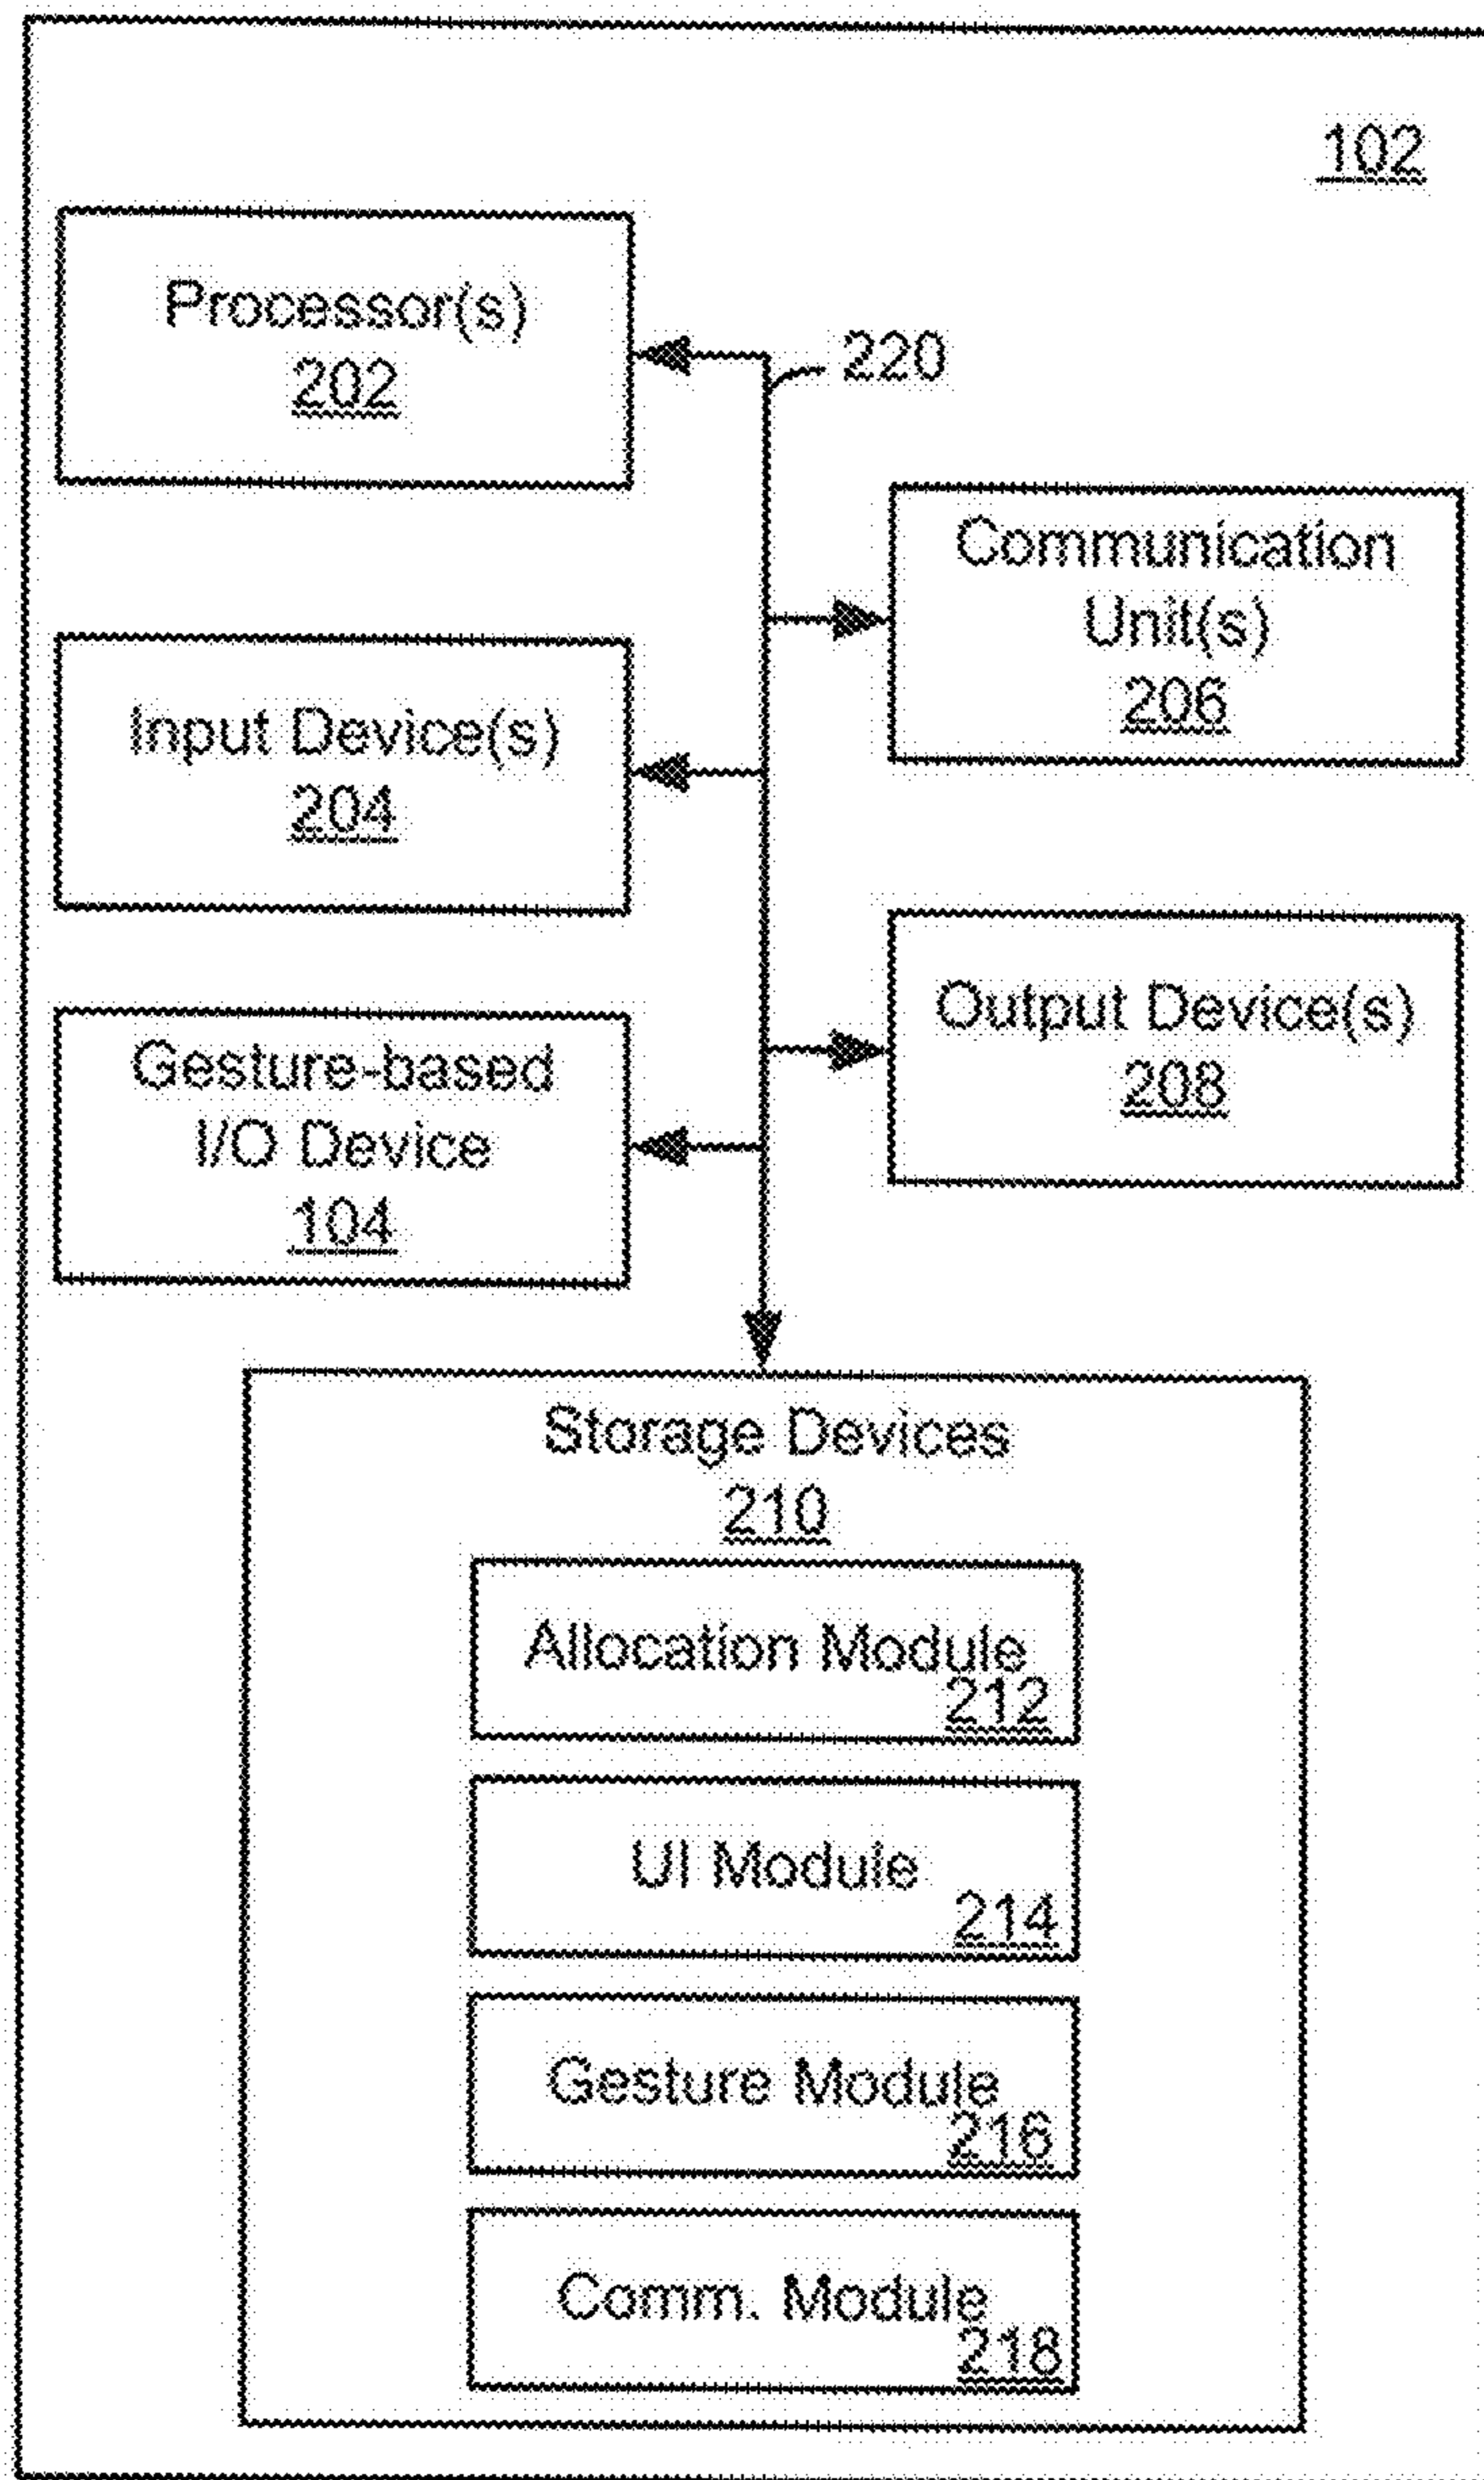 102
Processor(s)
202
220
Communication
Unit(s)
206
Input Device(s)
204
Output Device(s)
208
Gesture-based
I/O Device
104
Storage Devices
210
Allocation Module
212
UI Module
214
Gesture Module
216
Comm. Module
218